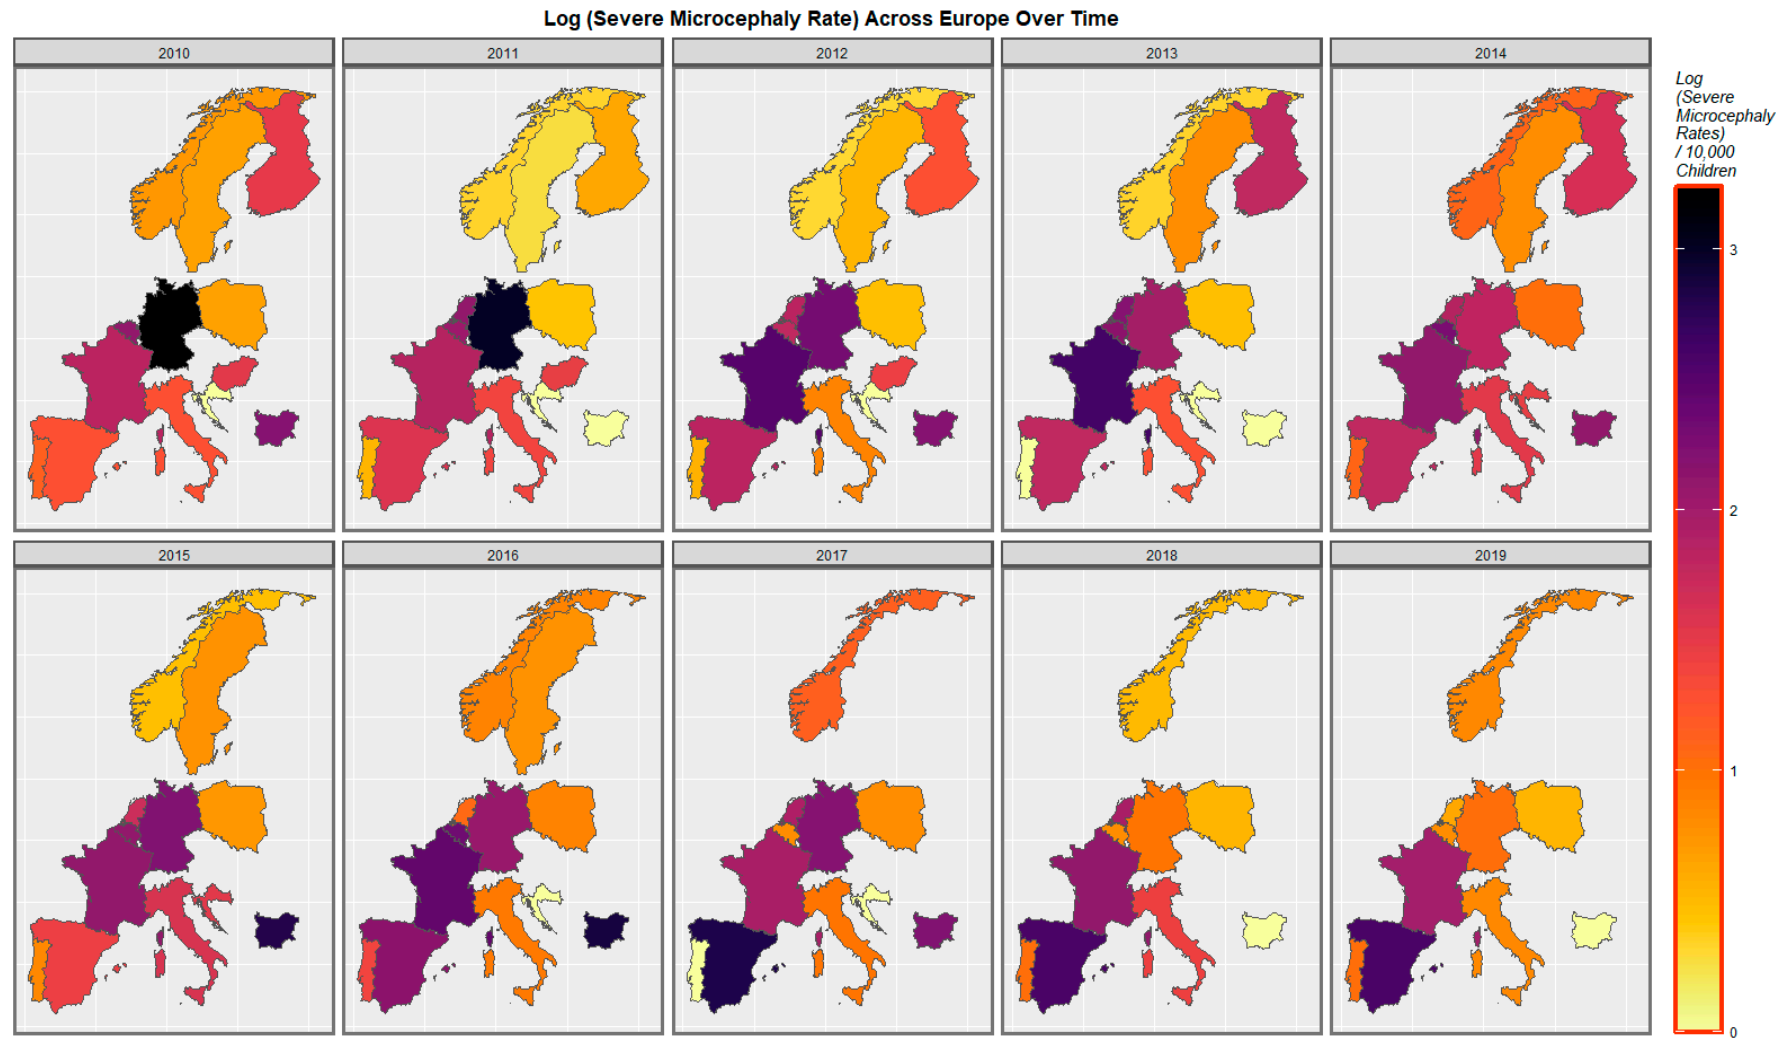 Log (Severe Microcephaly Rate) Across Europe Over Time
2010
2011
2012
2013
2014
Log
(Severe
Microcephaly
Rates)
/ 10,000
Children
3
2
1
0
2015
2016
2017
2018
2019